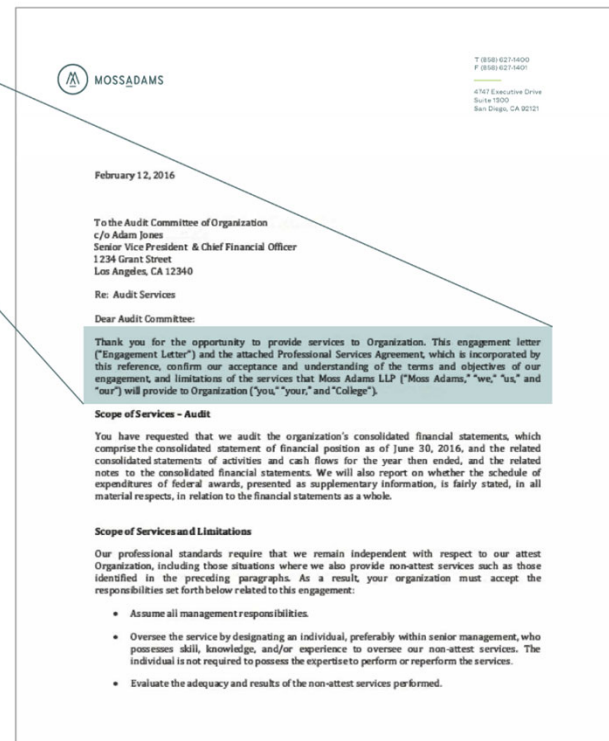 MOSSADAMS
T (858) 627-1400
F (858) 627-1401
4747 Executive Drive
Suite 1300
San Diego, CA 92121
February 12, 2016
To the Audit Committee of Organization
c/o Adam Jones
Senior Vice President & Chief Financial Officer
1234 Grant Street
Los Angeles, CA 12340
Re: Audit Services
Dear Audit Committee:
Thank you for the opportunity to provide services to Organization. This engagement letter
("Engagement Letter") and the attached Professional Services Agreement, which is incorporated by
this reference, confirm our acceptance and understanding of the terms and objectives of our
engagement, and limitations of the services that Moss Adams LLP ("Moss Adams," "we," "us," and
"our") will provide to Organization ("you," "your," and "College").
Scope of Services – Audit
You have requested that we audit the organization's consolidated financial statements, which
comprise the consolidated statement of financial position as of June 30, 2016, and the related
consolidated statements of activities and cash flows for the year then ended, and the related
notes to the consolidated financial statements. We will also report on whether the schedule of
expenditures of federal awards, presented as supplementary information, is fairly stated, in all
material respects, in relation to the financial statements as a whole.
Scope of Services and Limitations
Our professional standards require that we remain independent with respect to our attest
Organization, including those situations where we also provide non-attest services such as those
identified in the preceding paragraphs. As a result, your organization must accept the
responsibilities set forth below related to this engagement:
• Assume all management responsibilities.
• Oversee the service by designating an individual, preferably within senior management, who
possesses skill, knowledge, and/or experience to oversee our non-attest services. The
individual is not required to possess the expertise to perform or reperform the services.
• Evaluate the adequacy and results of the non-attest services performed.